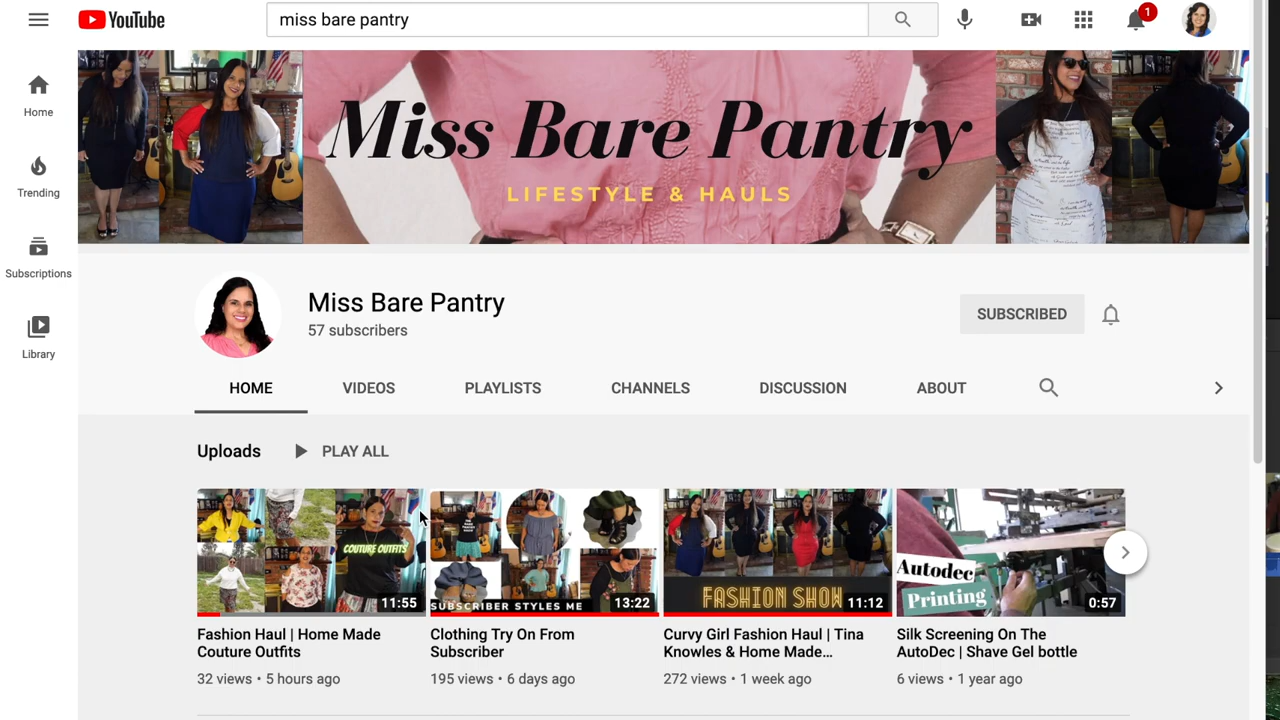 YouTube
miss bare pantry
1
Home
Trending
Subscriptions
Library
Miss Bare Pantry
LIFESTYLE & HAULS
Miss Bare Pantry
57 subscribers
SUBSCRIBED
HOME VIDEOS PLAYLISTS CHANNELS DISCUSSION ABOUT
Uploads PLAY ALL
COUTURE OUTFITS
11:55
SUBSCRIBER STYLES ME
13:22
FASHION SHOW
11:12
Autodec
Printing
0:57
Fashion Haul | Home Made
Couture Outfits
32 views • 5 hours ago
Clothing Try On From
Subscriber
195 views • 6 days ago
Curvy Girl Fashion Haul | Tina
Knowles & Home Made...
272 views • 1 week ago
Silk Screening On The
AutoDec | Shave Gel bottle
6 views • 1 year ago